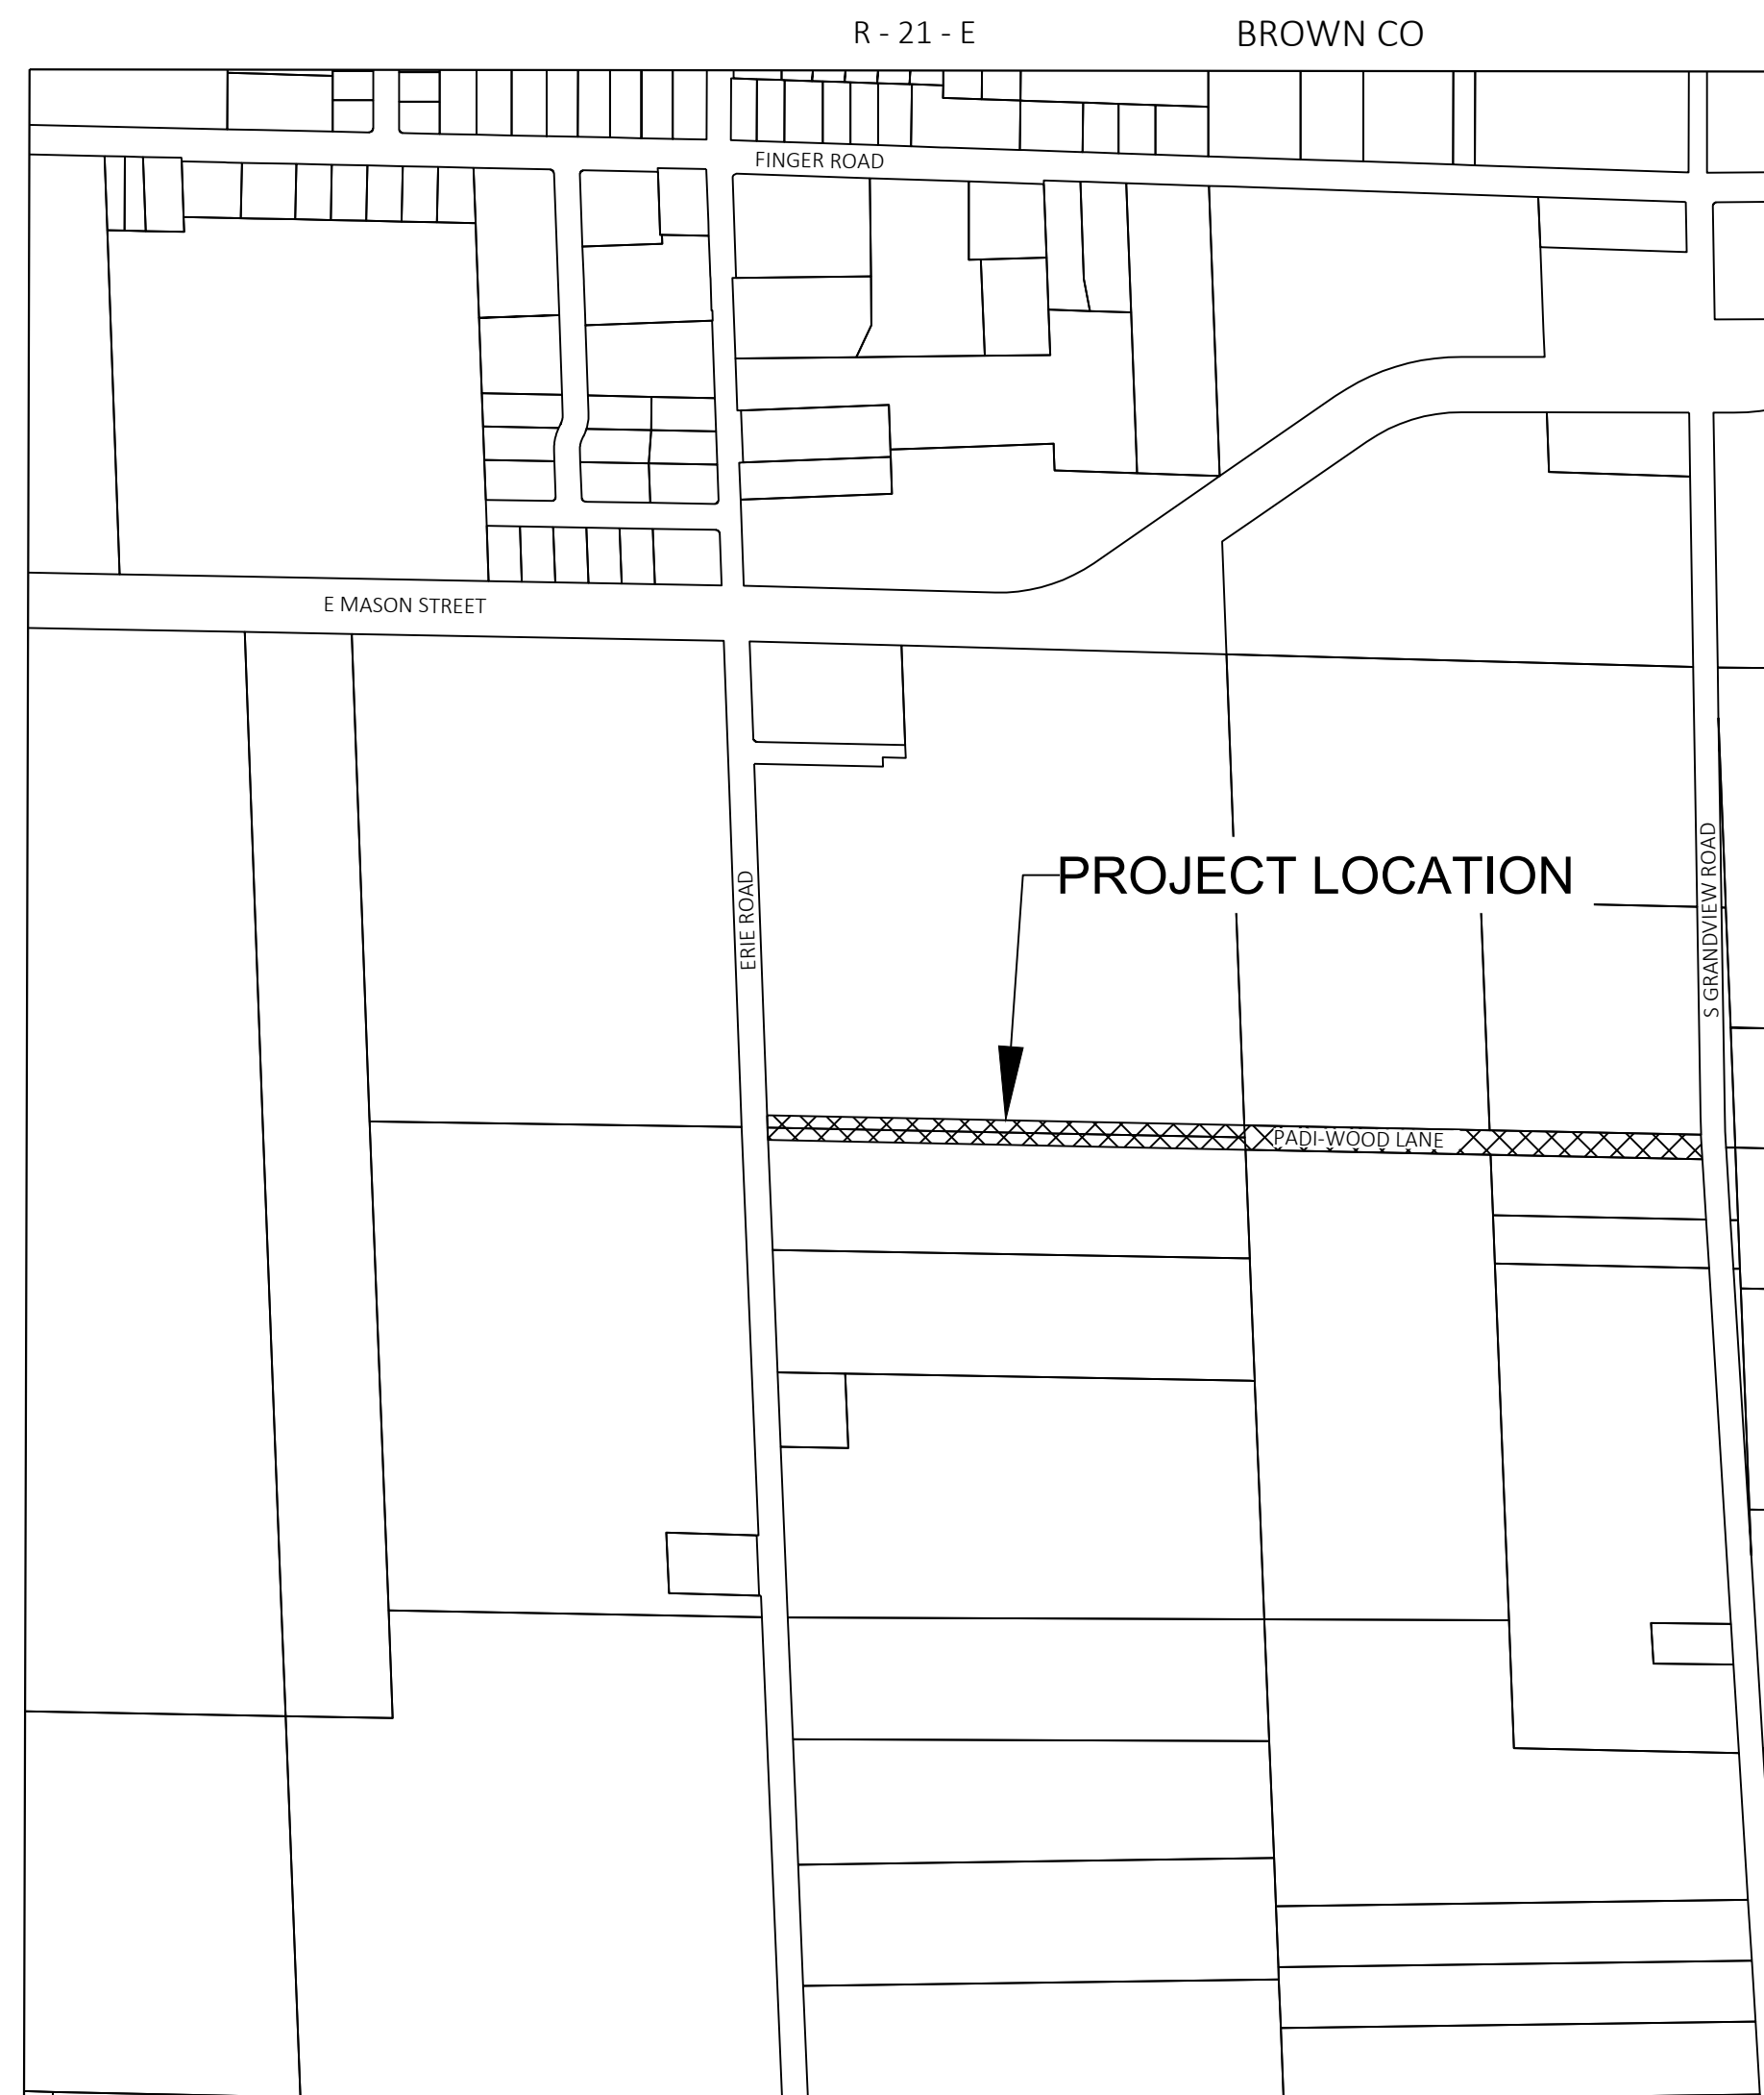 R - 21 - E
BROWN CO
FINGER ROAD
E MASON STREET
PROJECT LOCATION
ERIE ROAD
S GRANDVIEW ROAD
PADI-WOOD LANE